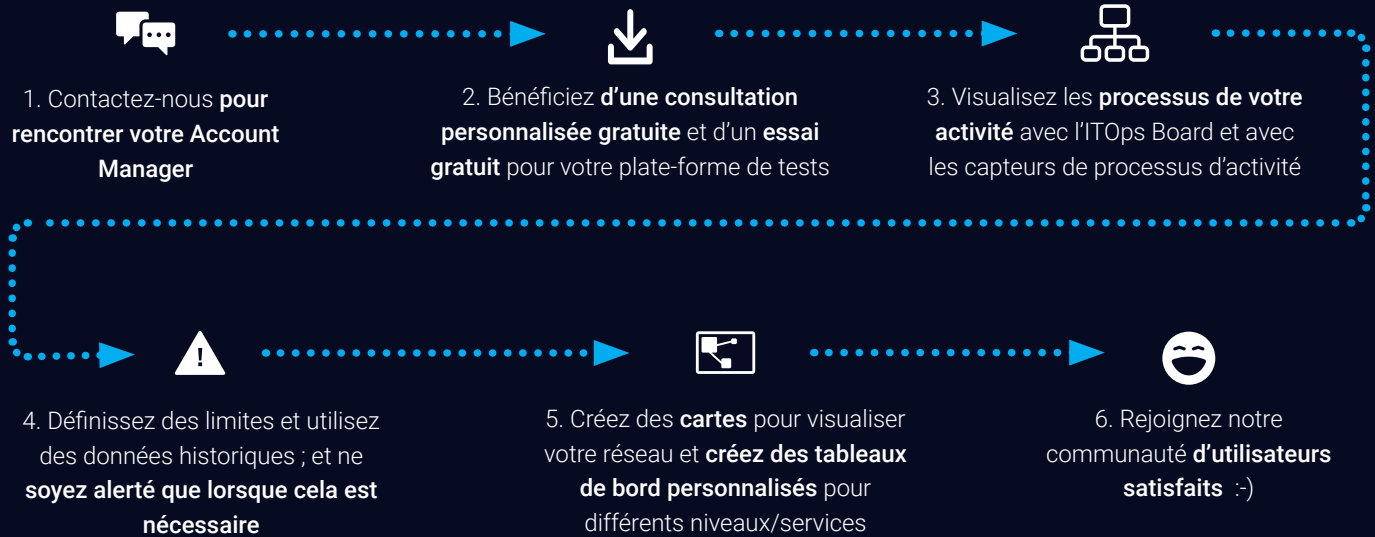 1. Contactez-nous pour
rencontrer votre Account
Manager
2. Bénéficiez d’une consultation
personnalisée gratuite et d’un essai
gratuit pour votre plate-forme de tests
3. Visualisez les processus de votre
activité avec l’ITOps Board et avec
les capteurs de processus d’activité
4. Définissez des limites et utilisez
des données historiques ; et ne
soyez alerté que lorsque cela est
nécessaire
5. Créez des cartes pour visualiser
votre réseau et créez des tableaux
de bord personnalisés pour
différents niveaux/services
6. Rejoignez notre
communauté d’utilisateurs
satisfaits :-)